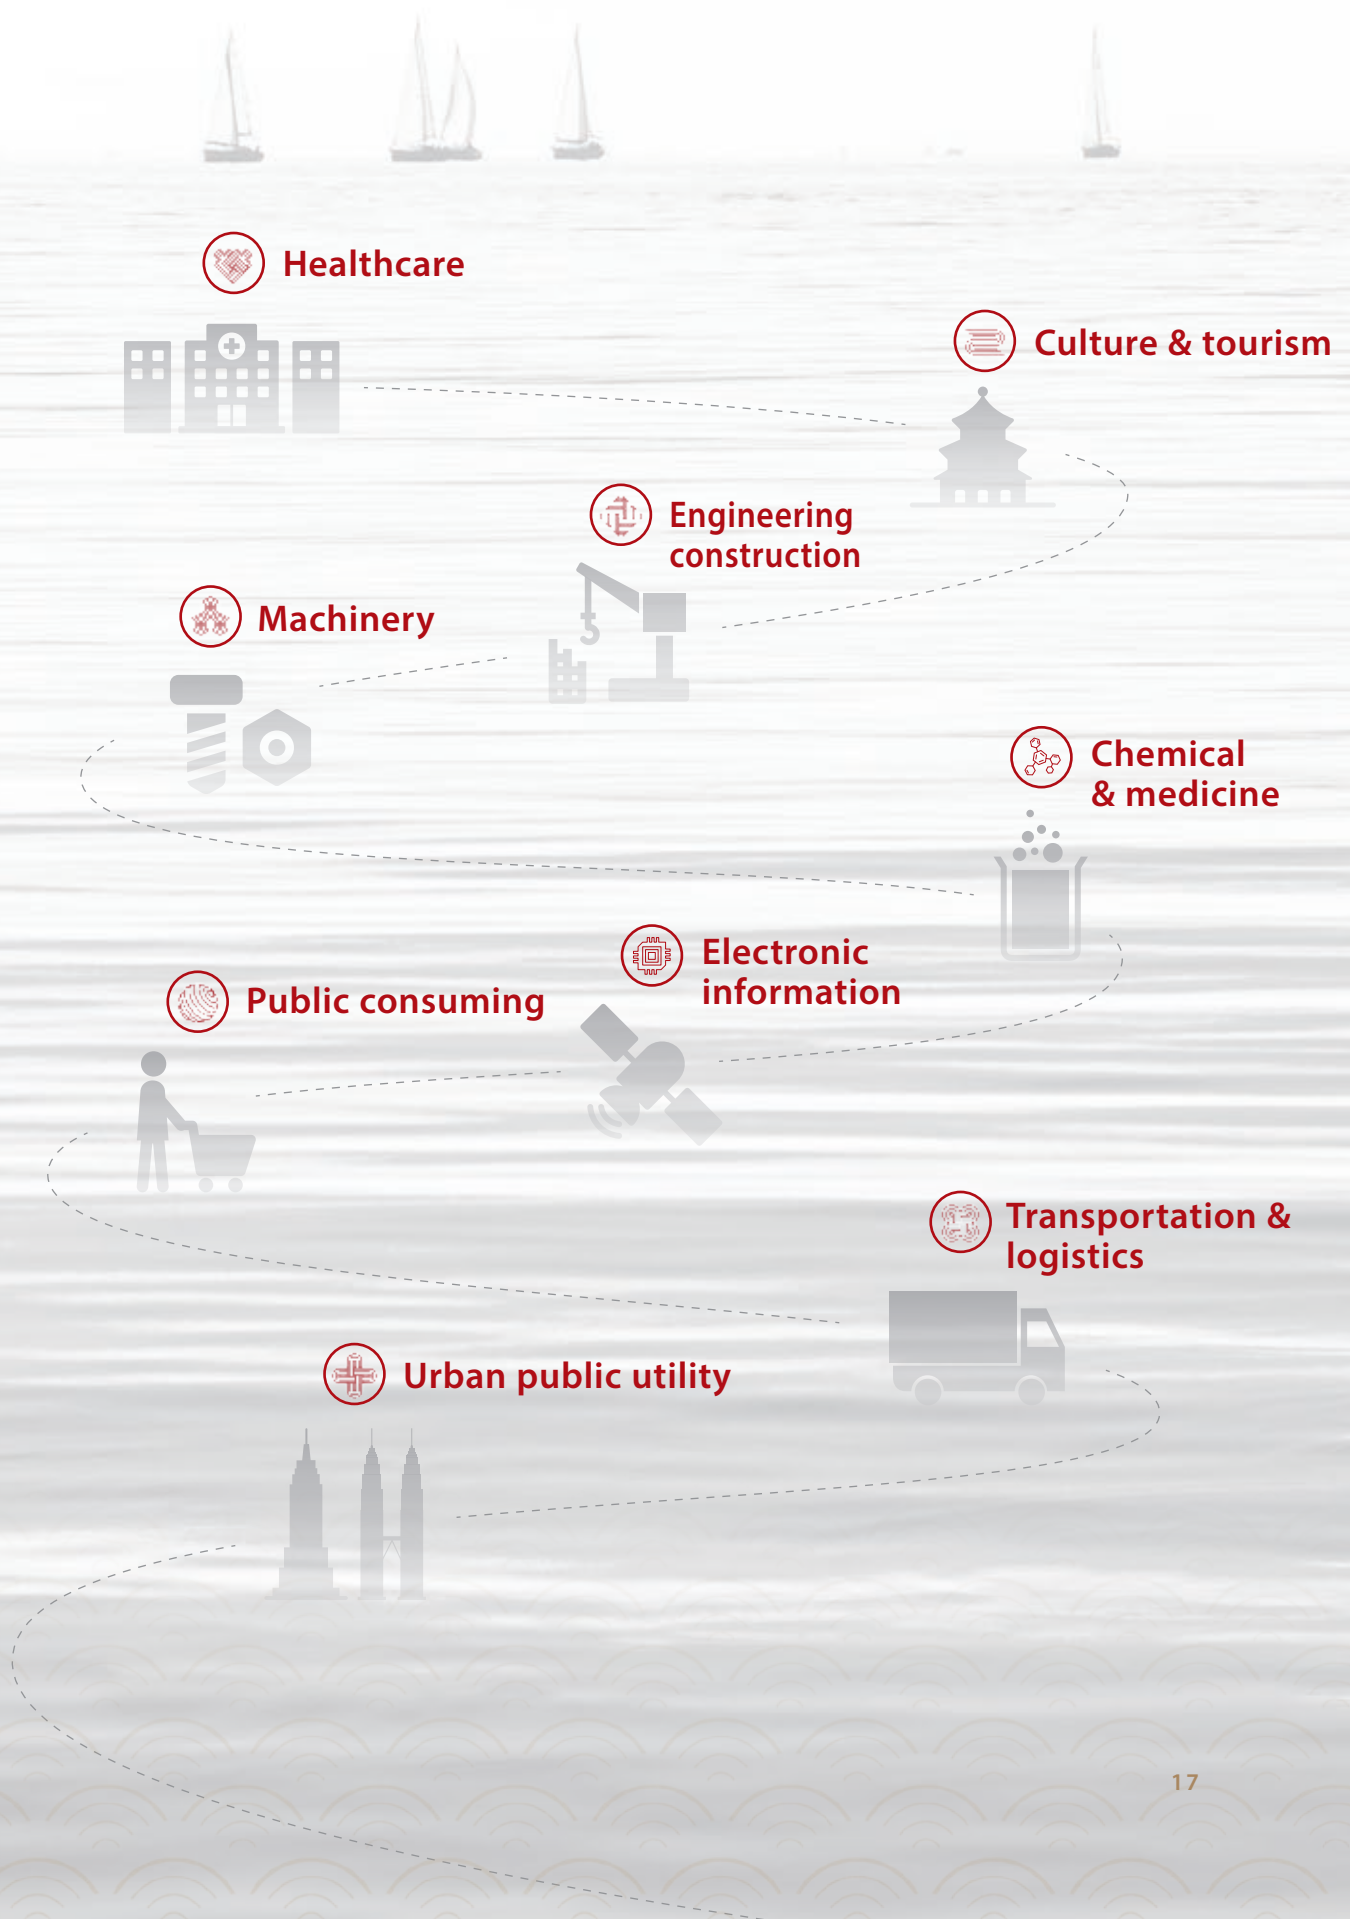 Healthcare
Culture & tourism
Engineering
construction
Machinery
Chemical
& medicine
Electronic
information
Public consuming
Transportation &
logistics
Urban public utility
17